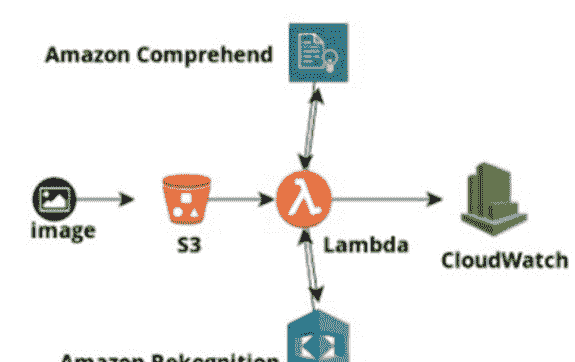 Amazon Comprehend
image
S3
Lambda
CloudWatch
Amazon Rekognition